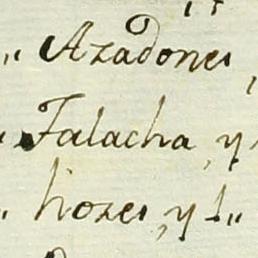 „ Azadones
„ Falacha, y
„ hozes, y 1„